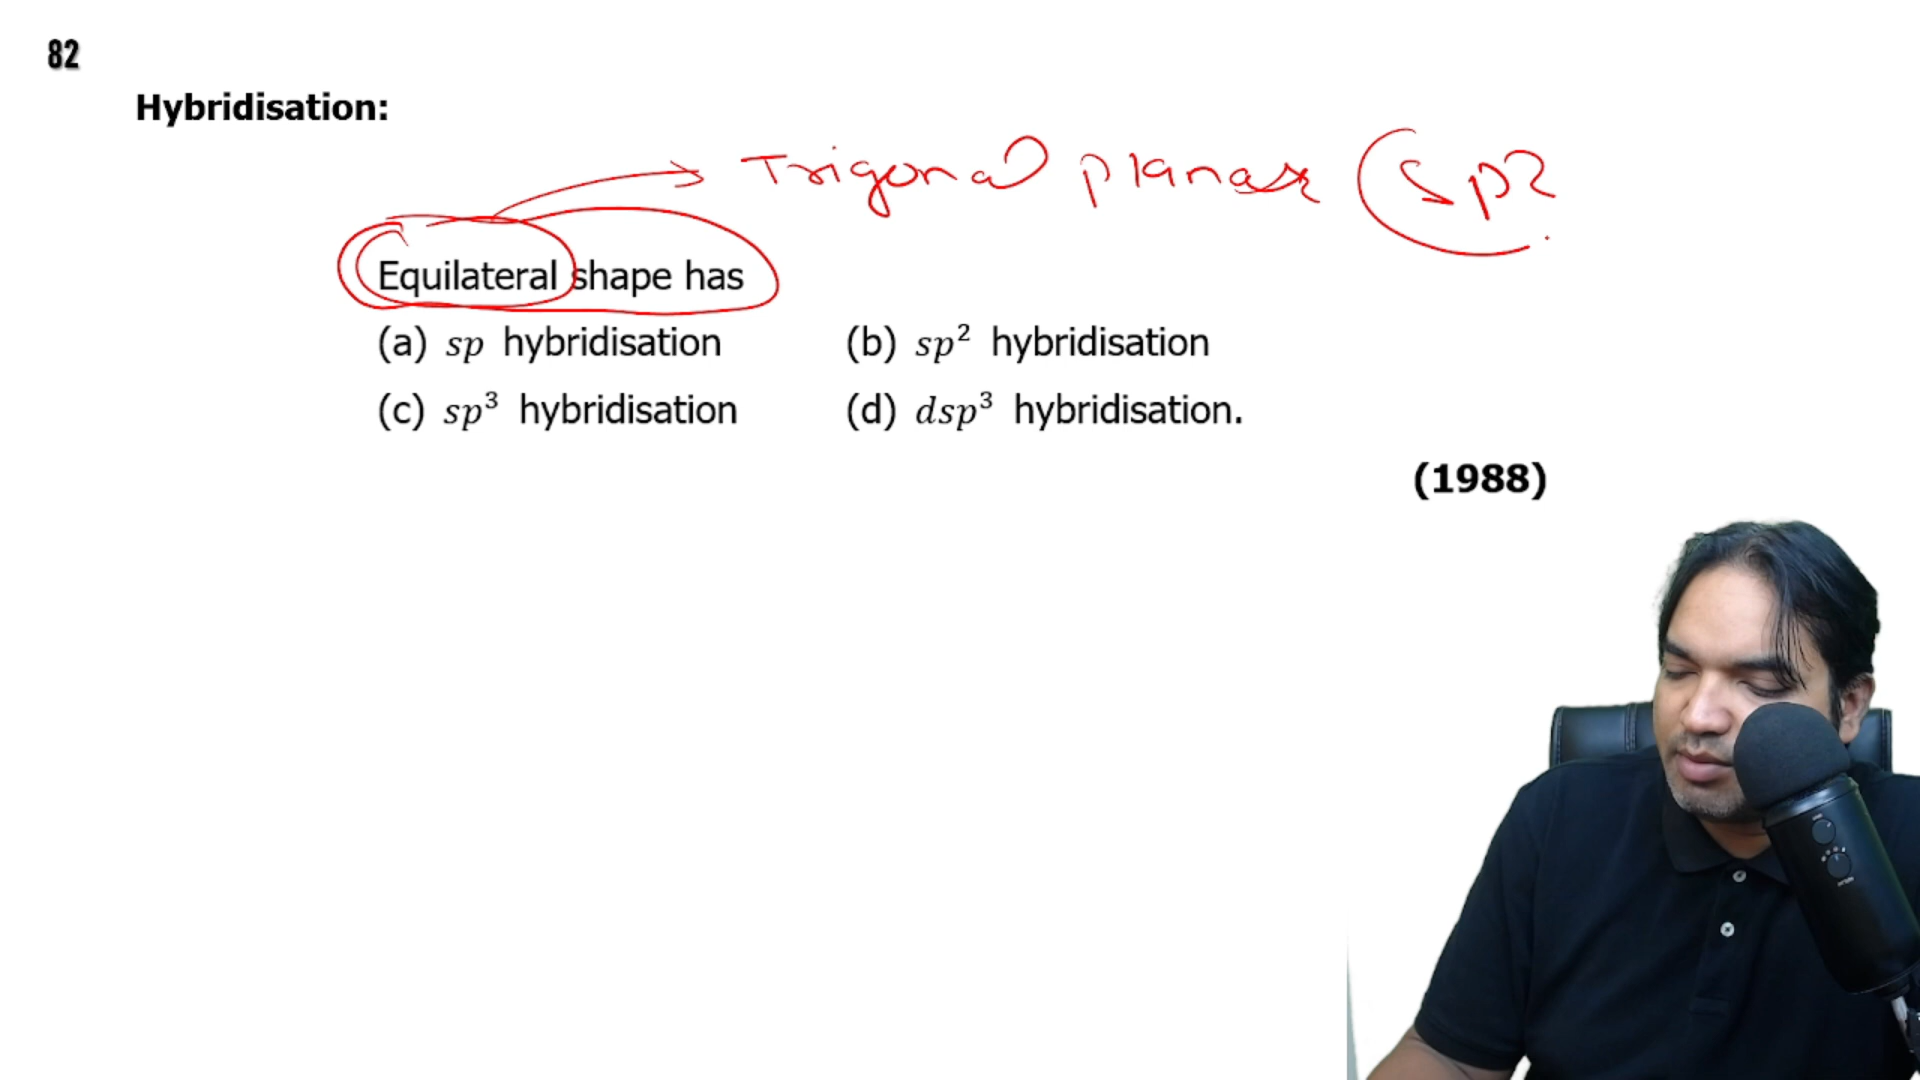 82
Hybridisation:
Trigonal planar (sp2
Equilateral shape has
(a) sp hybridisation (b) sp² hybridisation
(c) sp³ hybridisation (d) dsp³ hybridisation.
(1988)